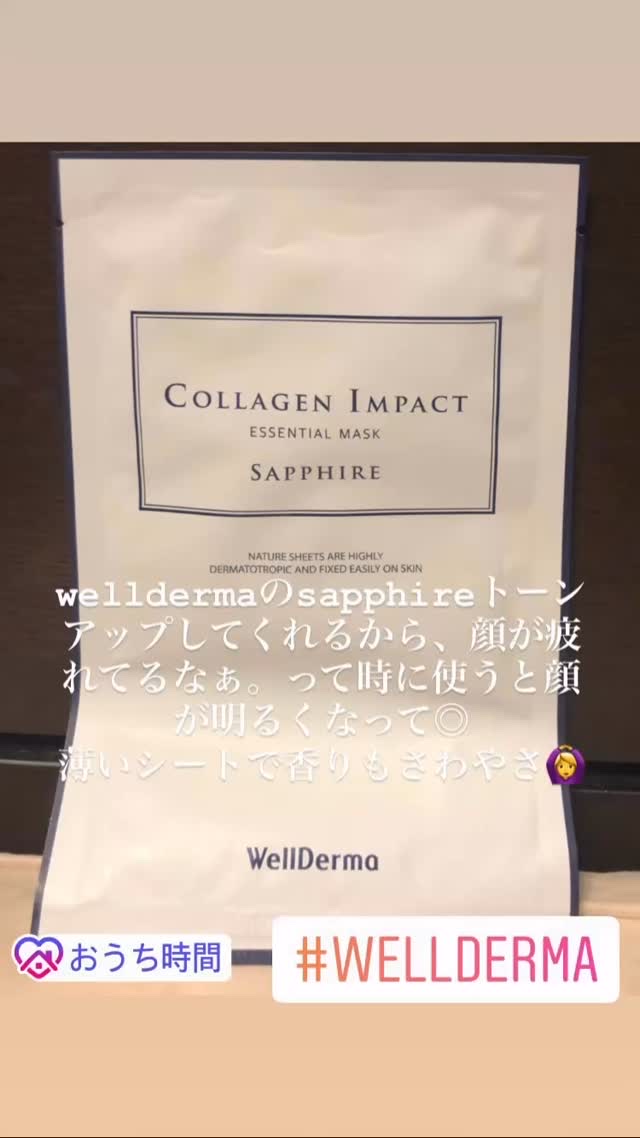 COLLAGEN IMPACT
ESSENTIAL MASK
SAPPHIRE
NATURE SHEETS ARE HIGHLY
DERMATOTROPIC AND FIXED EASILY ON SKIN
welldermaのsapphireトーン
アップしてくれるから、顔が疲
れてるなぁ。って時に使うと顔
が明るくなって◎
薄いシートで香りもさわやさ🙆‍♀️
WellDerma
おうち時間
#WELLDERMA